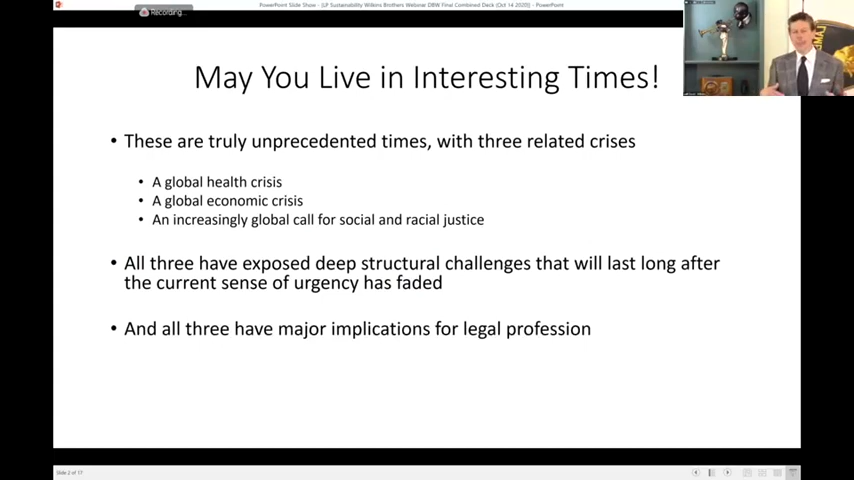 PowerPoint Slide Show - [LP Sustainability Wilkins Brothers Webinar DBW Final Combined Deck (Oct 14 2020)] - PowerPoint
Recording...
May You Live in Interesting Times!
• These are truly unprecedented times, with three related crises
• A global health crisis
• A global economic crisis
• An increasingly global call for social and racial justice
• All three have exposed deep structural challenges that will last long after
the current sense of urgency has faded
• And all three have major implications for legal profession
Slide 2 of 17